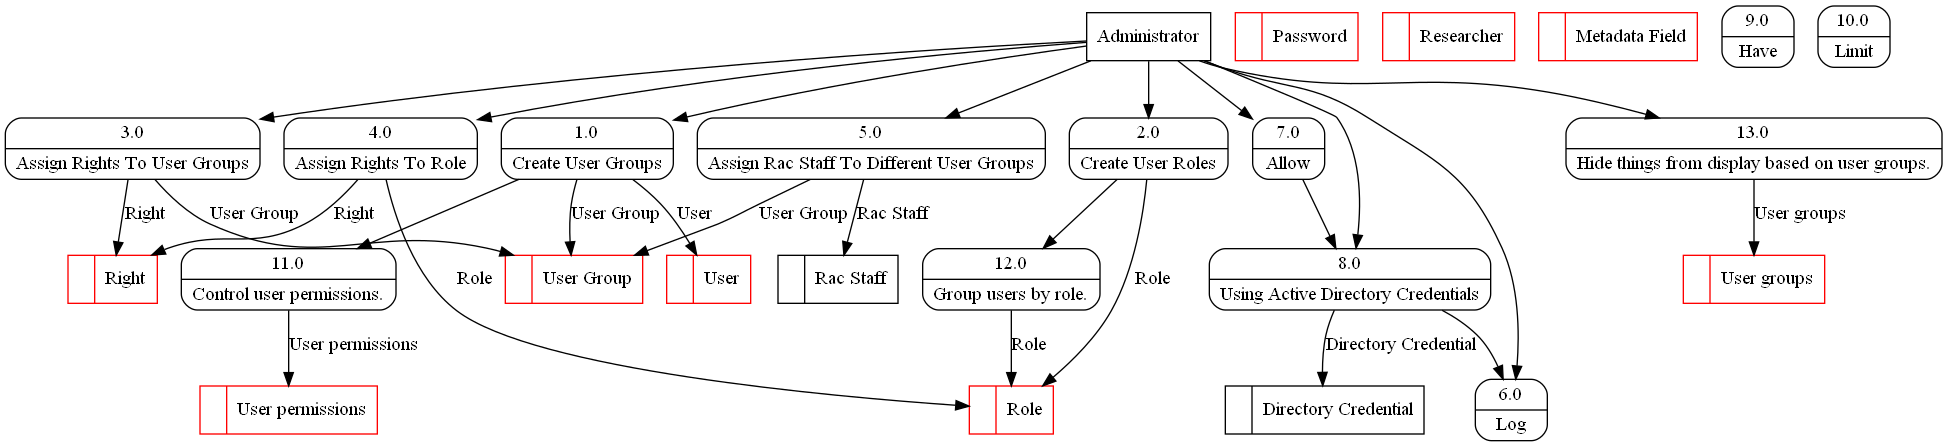 Administrator
Password
Researcher
Metadata Field
9.0
Have
10.0
Limit
3.0
Assign Rights To User Groups
4.0
Assign Rights To Role
1.0
Create User Groups
5.0
Assign Rac Staff To Different User Groups
2.0
Create User Roles
7.0
Allow
13.0
Hide things from display based on user groups.
Right
User Group
Right
User Group
User
User Group
Rac Staff
User groups
Right
11.0
Control user permissions.
Role
User Group
User
Rac Staff
12.0
Group users by role.
Role
8.0
Using Active Directory Credentials
User groups
User permissions
Role
Directory Credential
User permissions
Role
Directory Credential
6.0
Log